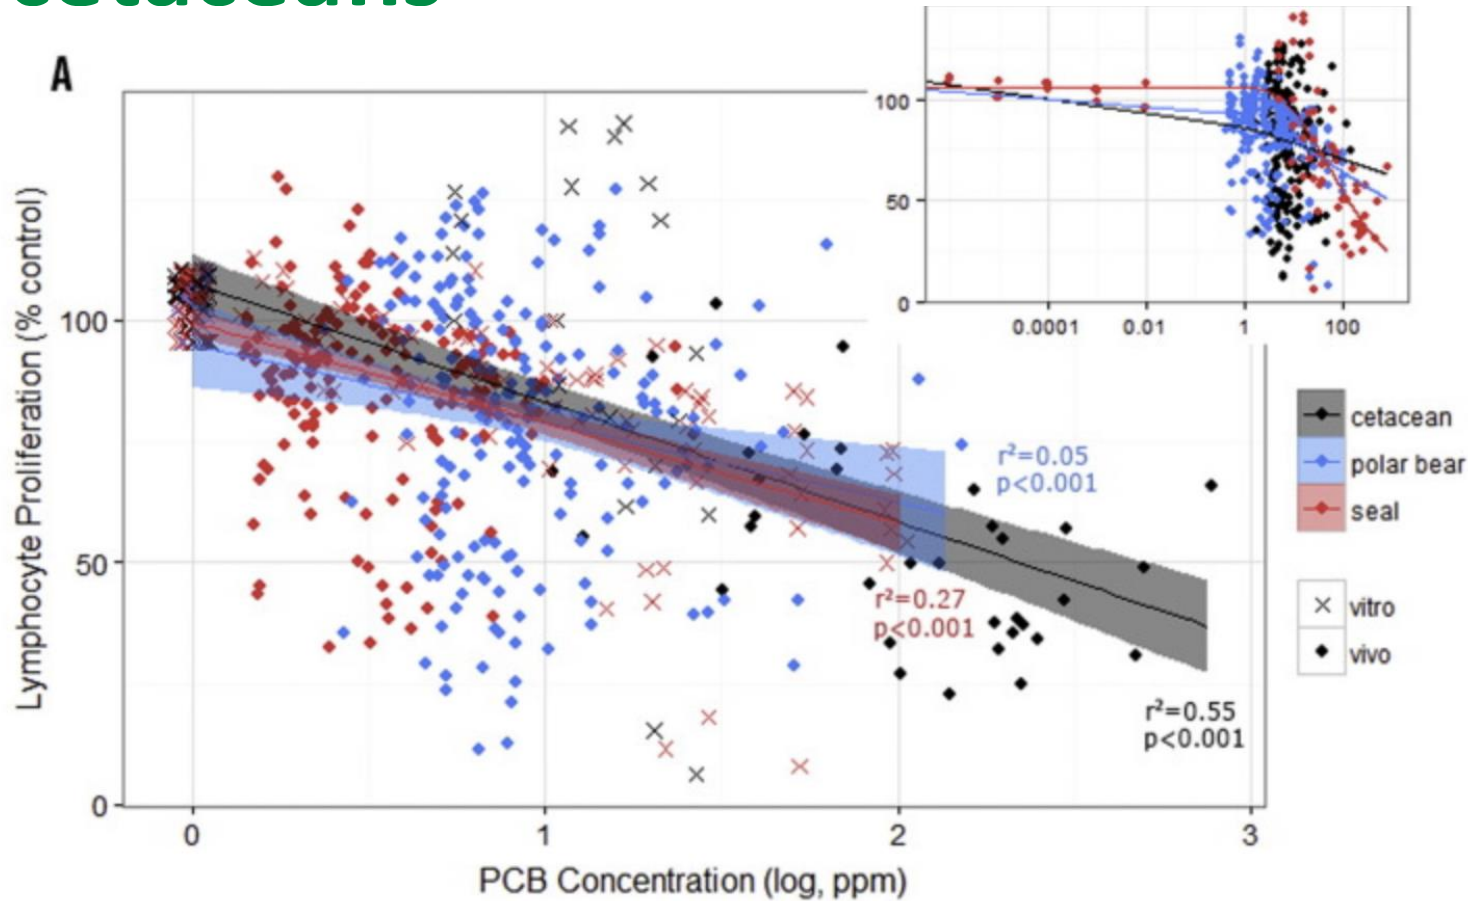 cetaceans
A
Lymphocyte Proliferation (% control)
100
50
0
0
1
2
3
PCB Concentration (log, ppm)
r²=0.05
p<0.001
r²=0.27
p<0.001
r²=0.55
p<0.001
100
50
0
0.0001
0.01
1
100
cetacean
polar bear
seal
vitro
vivo